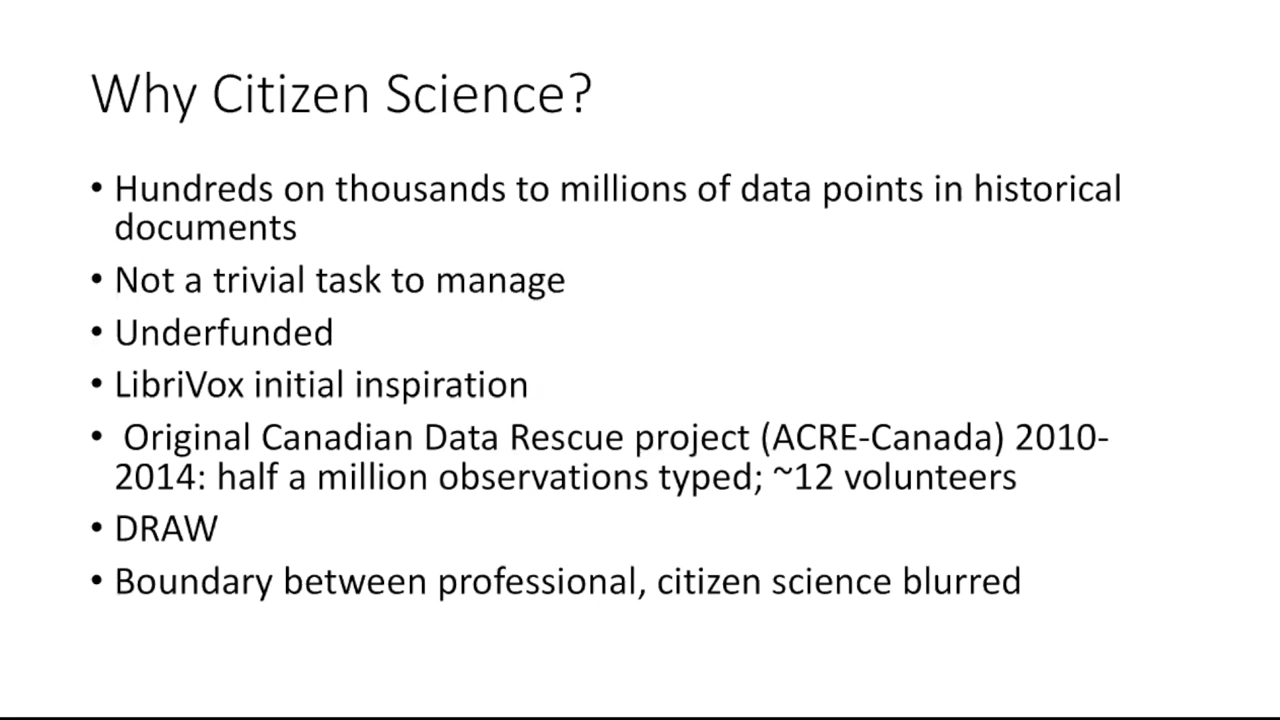 Why Citizen Science?
• Hundreds on thousands to millions of data points in historical
documents
• Not a trivial task to manage
• Underfunded
• LibriVox initial inspiration
• Original Canadian Data Rescue project (ACRE-Canada) 2010-
2014: half a million observations typed; ~12 volunteers
• DRAW
• Boundary between professional, citizen science blurred